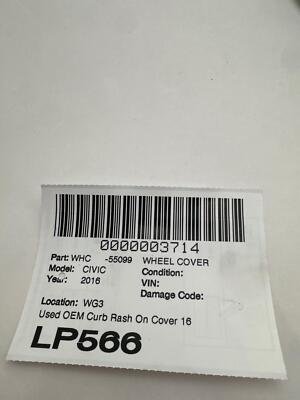 0000003714
Part: WHC -55099 WHEEL COVER
Model: CIVIC Condition:
Year: 2016 VIN:
Damage Code:
Location: WG3
Used OEM Curb Rash On Cover 16
LP566